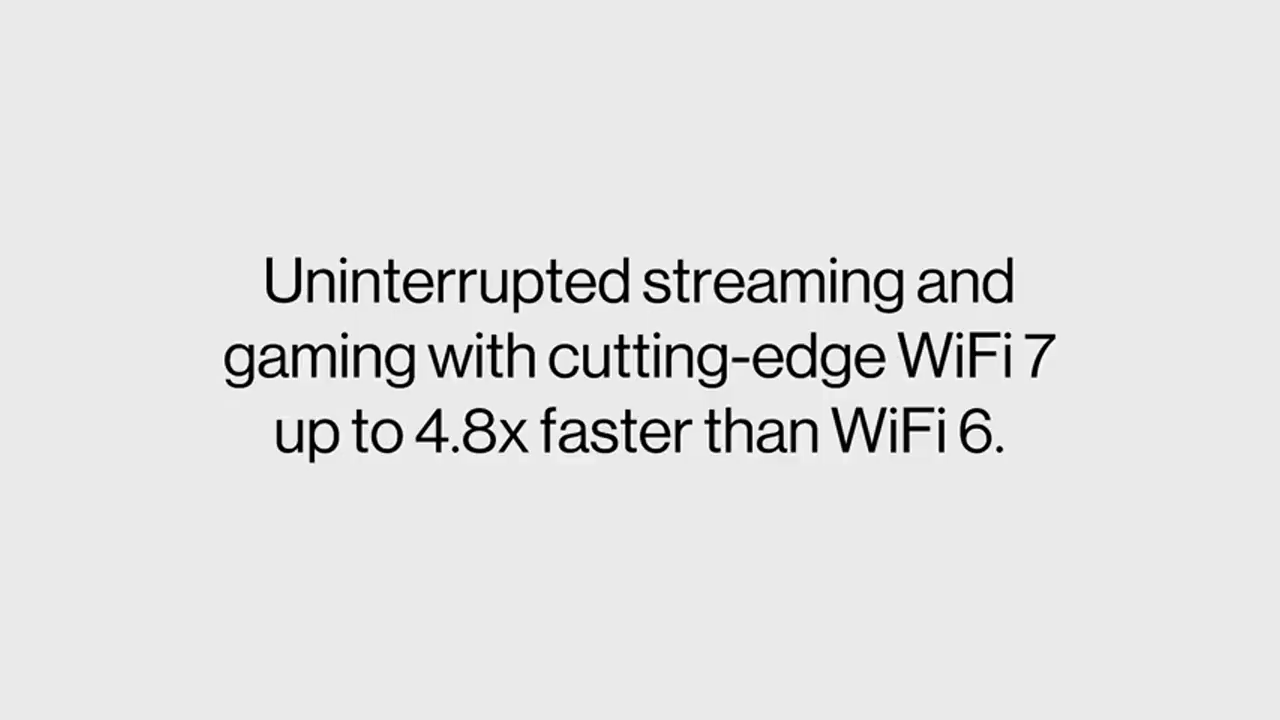 Uninterrupted streaming and
gaming with cutting-edge WiFi 7
up to 4.8x faster than WiFi 6.